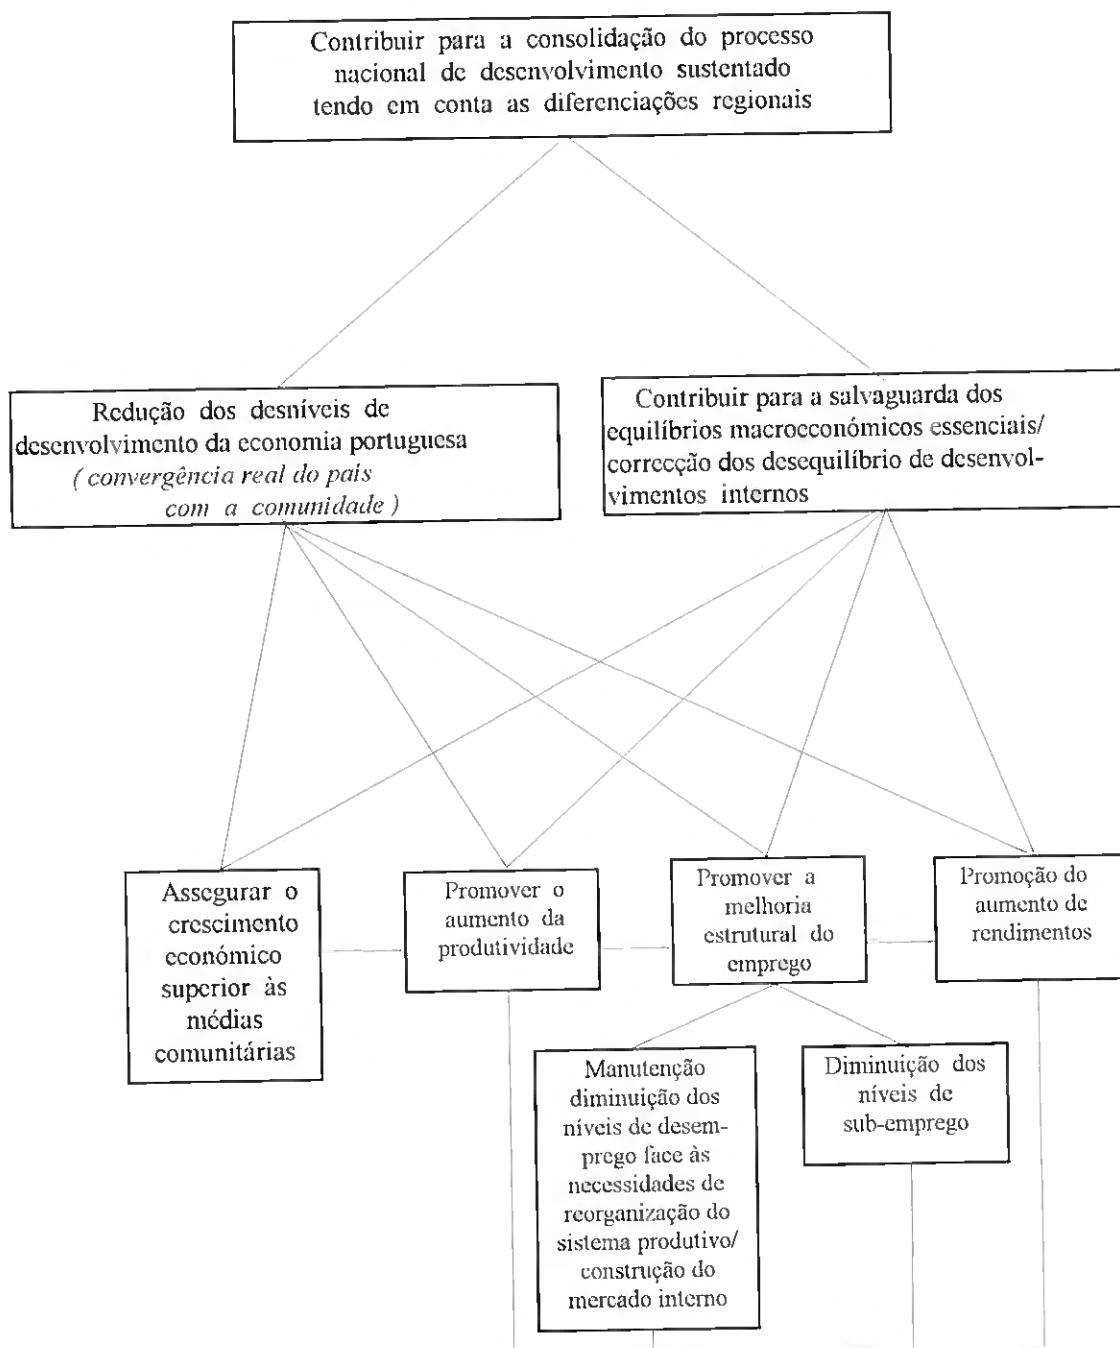 Contribuir para a consolidação do processo
nacional de desenvolvimento sustentado
tendo em conta as diferenciações regionais
Redução dos desníveis de
desenvolvimento da economia portuguesa
( convergência real do país
com a comunidade )
Contribuir para a salvaguarda dos
equilíbrios macroeconómicos essenciais/
correcção dos desequilíbrio de desenvol-
vimentos internos
Assegurar o
crescimento
económico
superior às
médias
comunitárias
Promover o
aumento da
produtividade
Promover a
melhoria
estrutural do
emprego
Promoção do
aumento de
rendimentos
Manutenção
diminuição dos
níveis de desem-
prego face às
necessidades de
reorganização do
sistema produtivo/
construção do
mercado interno
Diminuição dos
níveis de
sub-emprego